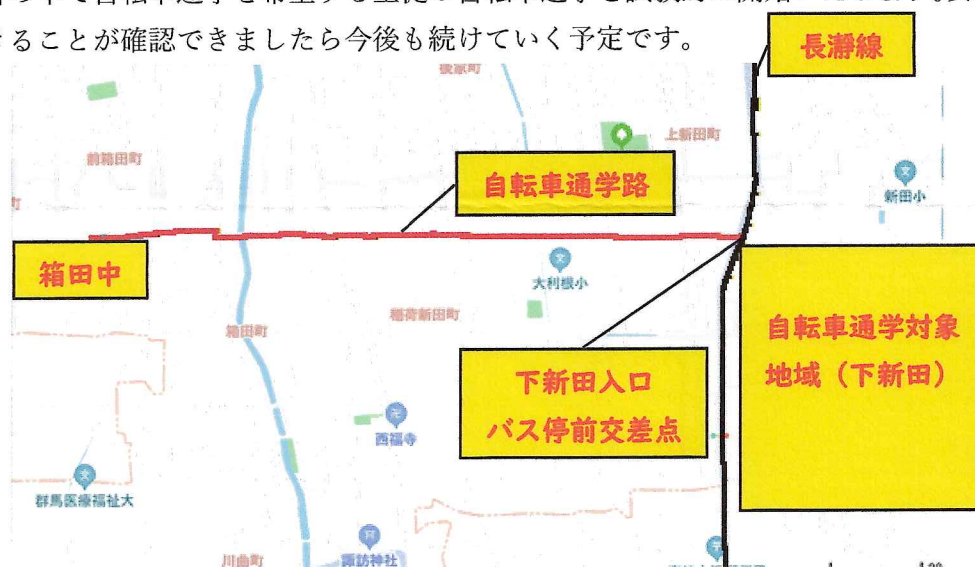 きることが確認できましたら今後も続けていく予定です。
長瀞線
後家町
上新田町
前箱田町
自転車通学路
新田小
町
箱田中
大利根小
稲荷新田町
箱田町
自転車通学対象
地域（下新田）
下新田入口
バス停前交差点
西福寺
群馬医療福祉大
川曲町
諏訪神社